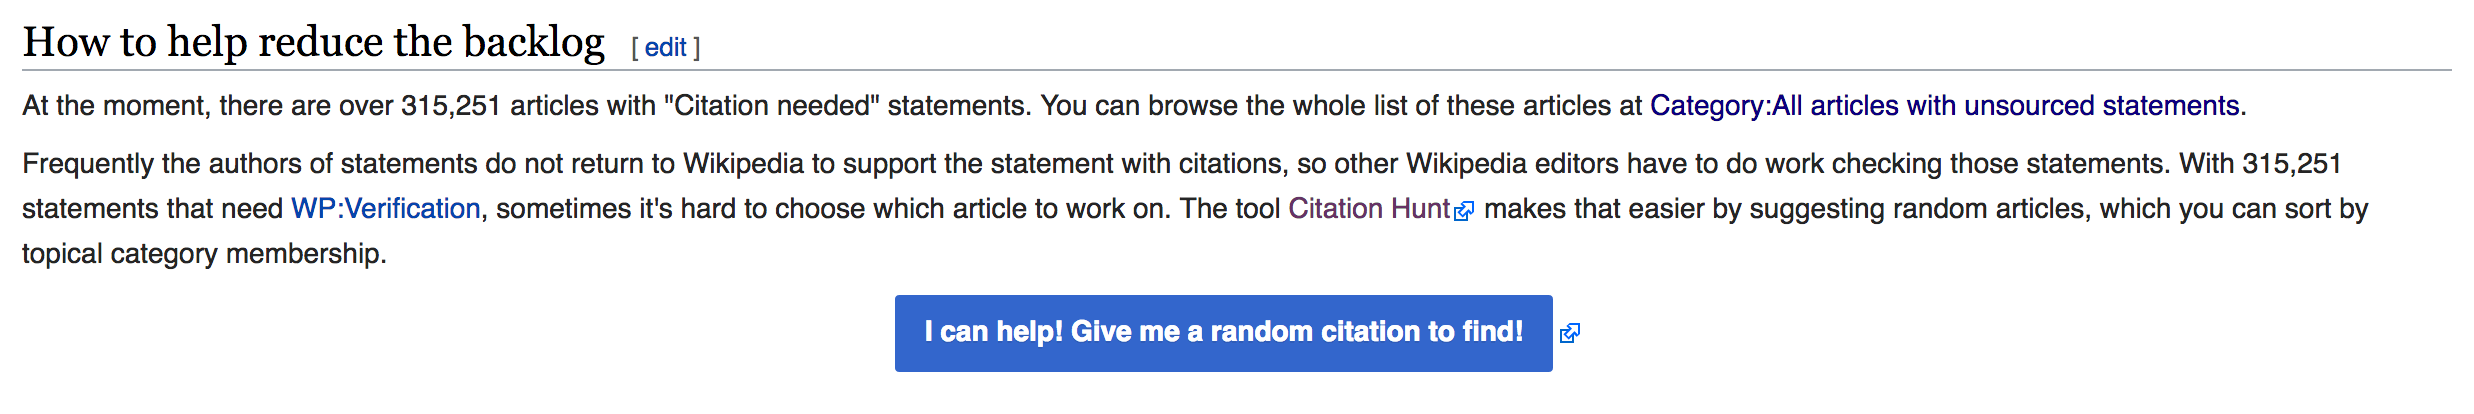 How to help reduce the backlog [ edit ]
At the moment, there are over 315,251 articles with "Citation needed" statements. You can browse the whole list of these articles at Category:All articles with unsourced statements.
Frequently the authors of statements do not return to Wikipedia to support the statement with citations, so other Wikipedia editors have to do work checking those statements. With 315,251
statements that need WP:Verification, sometimes it's hard to choose which article to work on. The tool Citation Hunt makes that easier by suggesting random articles, which you can sort by
topical category membership.
I can help! Give me a random citation to find!